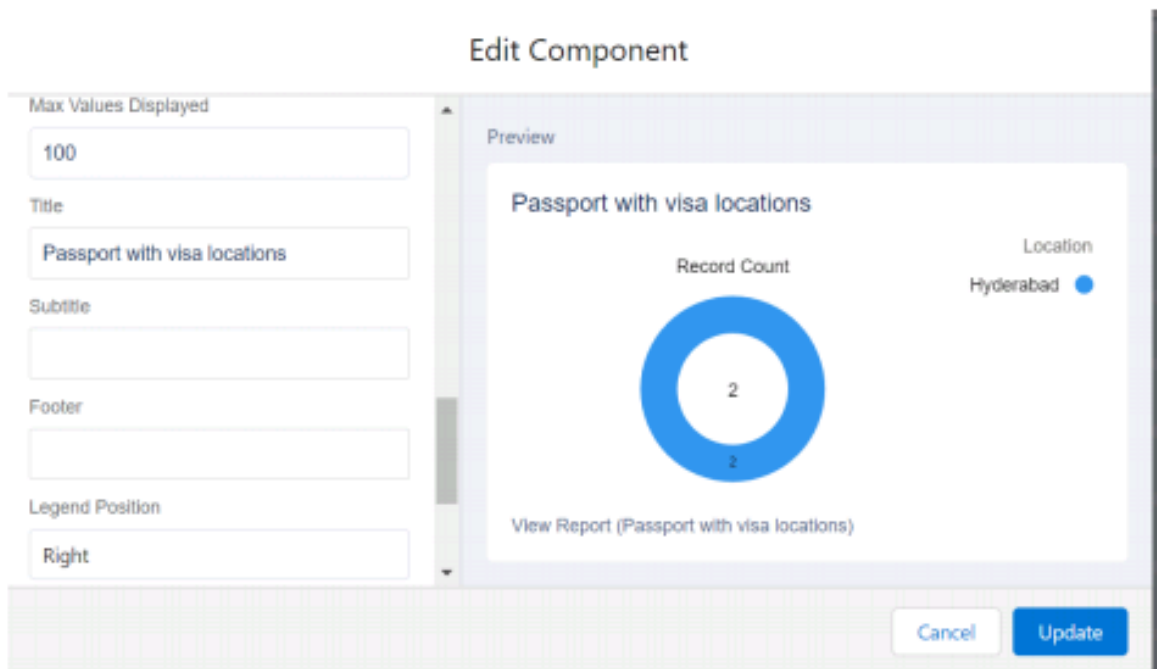 Edit Component
Max Values Displayed
100
Title
Passport with visa locations
Subtitle
Footer
Legend Position
Right
Preview
Passport with visa locations
Record Count
Location
Hyderabad
2
2
View Report (Passport with visa locations)
Cancel
Update